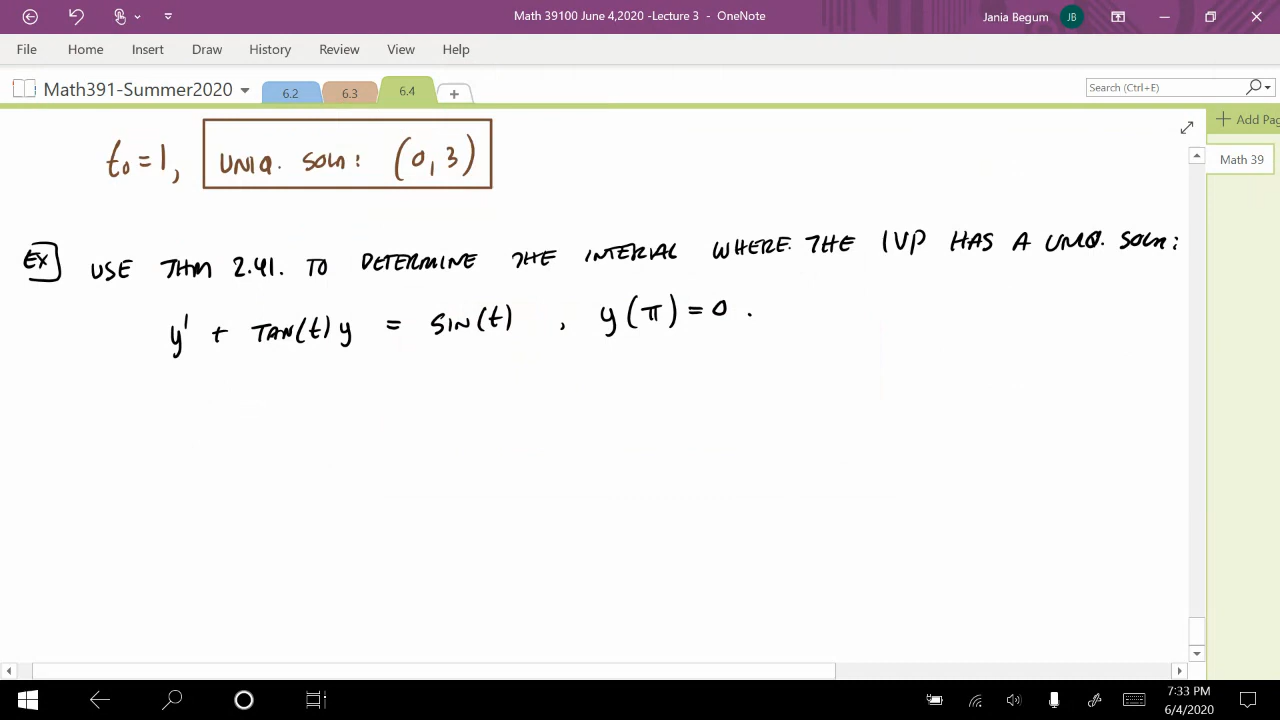 Math 39100 June 4,2020 -Lecture 3 - OneNote
Jania Begum JB
File Home Insert Draw History Review View Help
Math391-Summer2020 6.2 6.3 6.4
Search (Ctrl+E)
Add Pag
Math 39
t₀ = 1, UNIQ. SOLN: (0, 3)
EX USE THM 2.41. TO DETERMINE THE INTERVAL WHERE THE IVP HAS A UNIQ. SOLN:
y' + TAN(t) y = SIN(t) , y(π) = 0 .
7:33 PM
6/4/2020